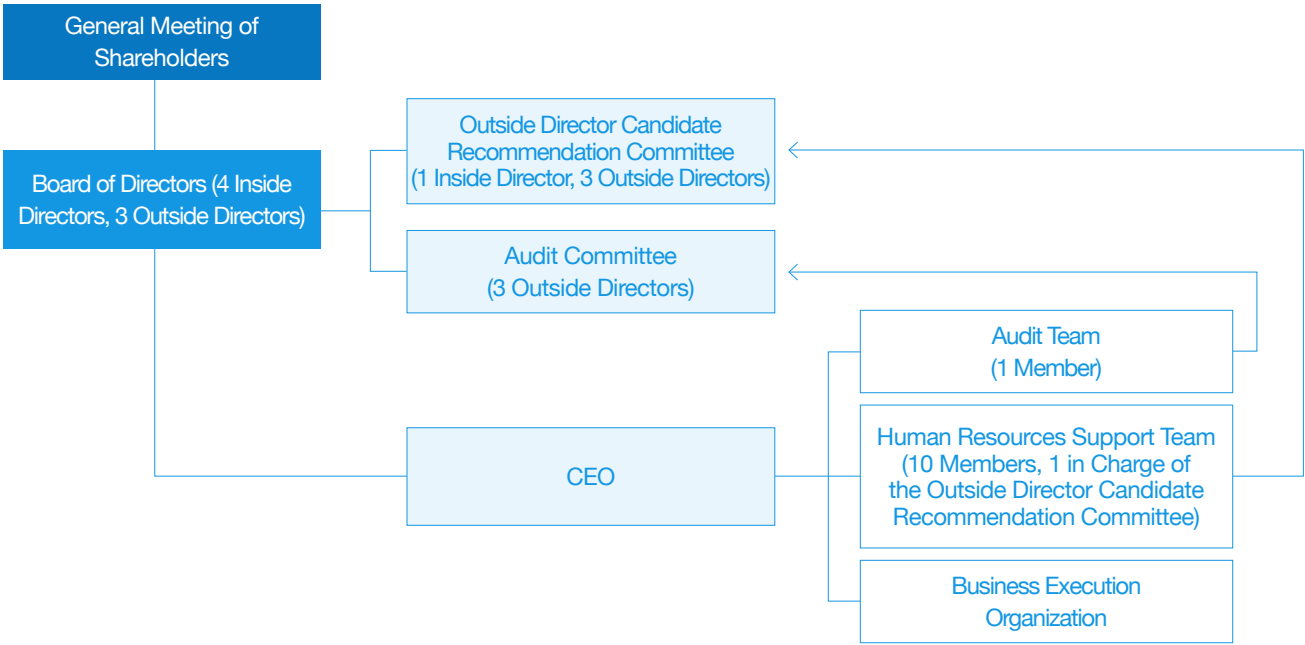 General Meeting of
Shareholders
Board of Directors (4 Inside
Directors, 3 Outside Directors)
Outside Director Candidate
Recommendation Committee
(1 Inside Director, 3 Outside Directors)
Audit Committee
(3 Outside Directors)
CEO
Audit Team
(1 Member)
Human Resources Support Team
(10 Members, 1 in Charge of
the Outside Director Candidate
Recommendation Committee)
Business Execution
Organization